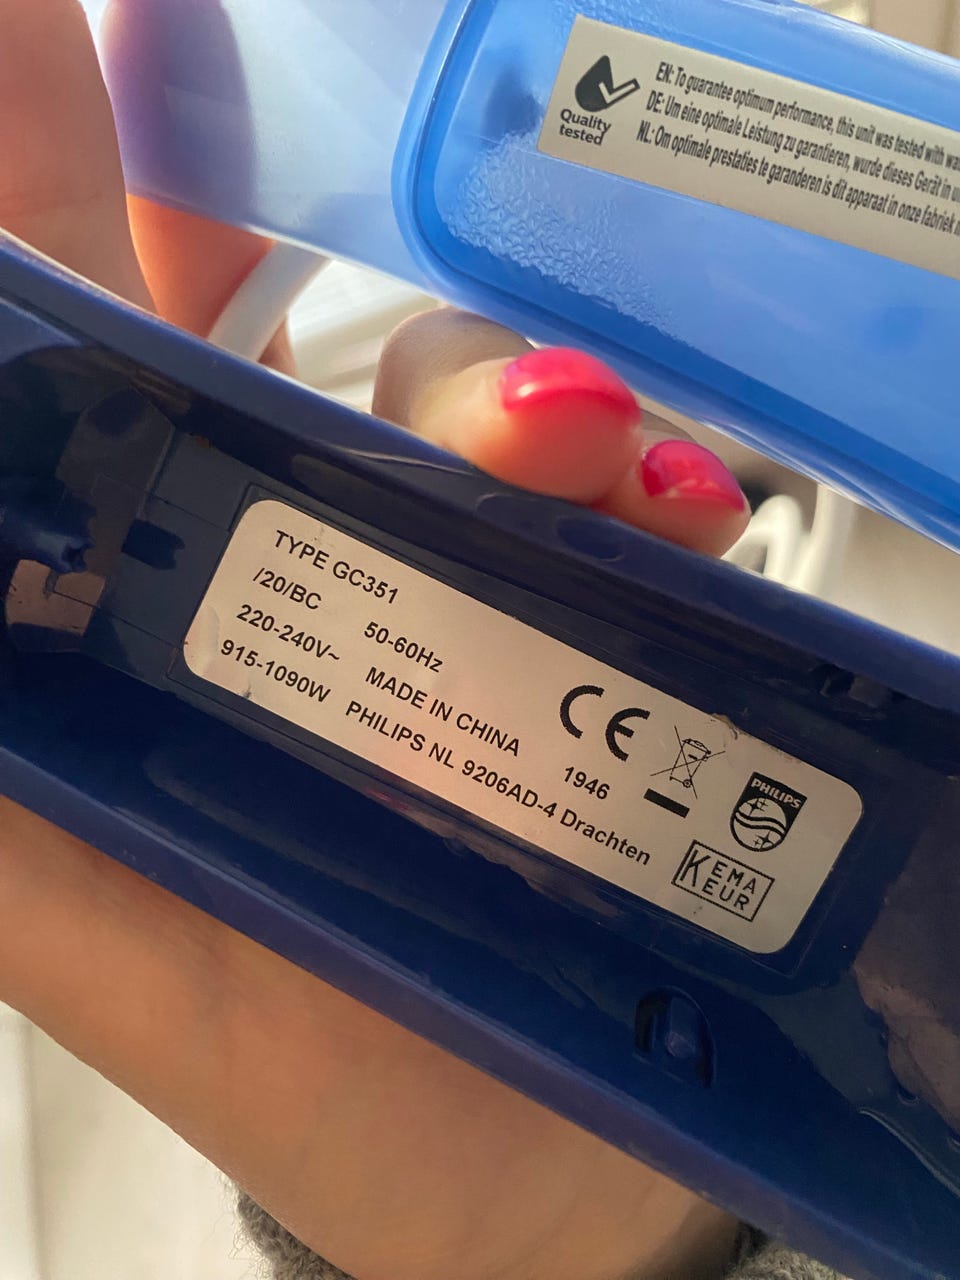 Quality
tested
EN: To guarantee optimum performance, this unit was tested with
DE: Um eine optimale Leistung zu garantieren, wurde dieses Gerät in
NL: Om optimale prestaties te garanderen is dit apparaat in onze fabriek
TYPE GC351
/20/BC
220-240V~ 50-60Hz
915-1090W MADE IN CHINA
PHILIPS NL 9206AD-4 Drachten
CE
1946
PHILIPS
KEMA
EUR